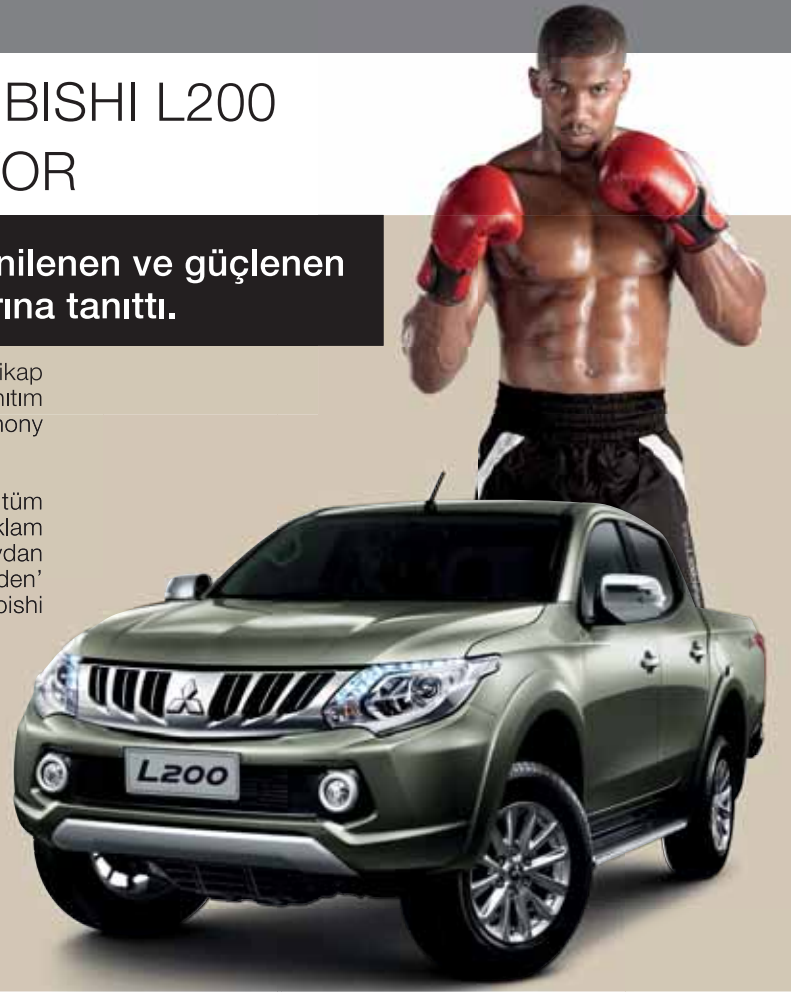 BISHI L200
OR
nilenen ve güçlenen
rına tanıttı.
ikap
nıtım
nony
tüm
klam
ydan
den’
bishi
L200